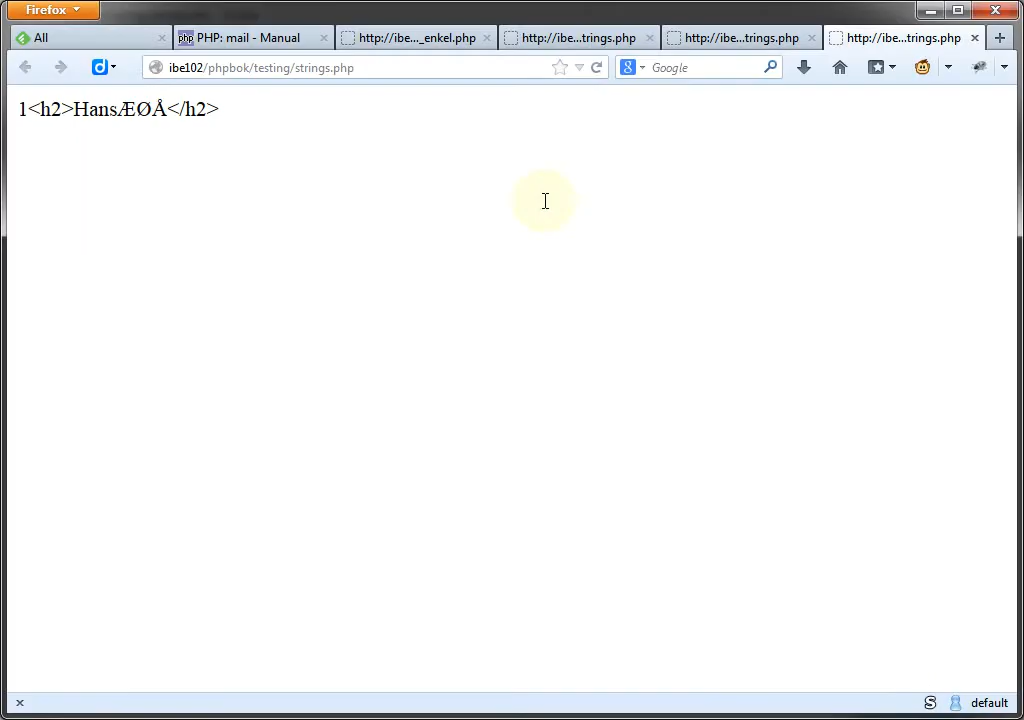 Firefox
All
PHP: mail - Manual
http://ibe..._enkel.php
http://ibe...trings.php
http://ibe...trings.php
http://ibe...trings.php
ibe102/phpbok/testing/strings.php
Google
1<h2>HansÆØÅ</h2>
default